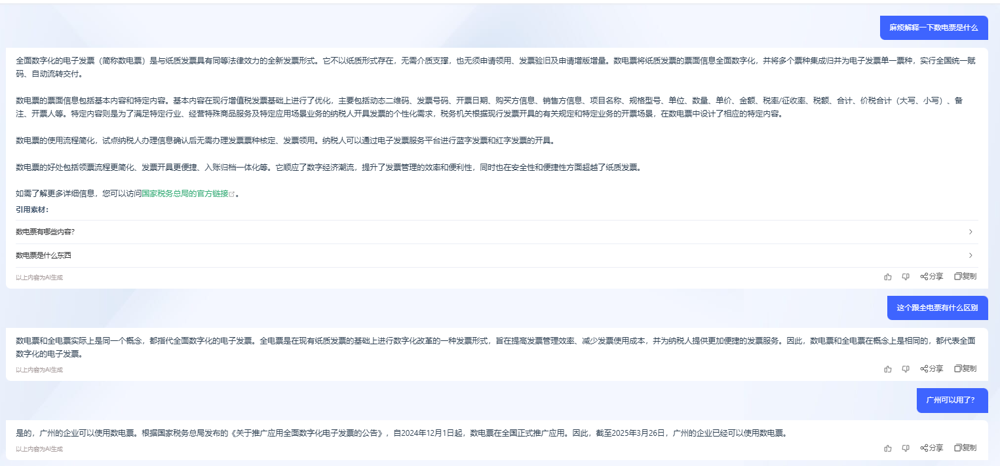 麻烦解释一下数电票是什么
全面数字化的电子发票（简称数电票）是与纸质发票具有同等法律效力的全新发票形式。它不以纸质形式存在，无需介质支撑，也无须申请领用、发票验旧及申请增版增量。数电票将纸质发票的票面信息全面数字化，并将多个票种集成归并为电子发票单一票种，实行全国统一赋
码、自动流转交付。
数电票的票面信息包括基本内容和特定内容。基本内容在现行增值税发票基础上进行了优化，主要包括动态二维码、发票号码、开票日期、购买方信息、销售方信息、项目名称、规格型号、单位、数量、单价、金额、税率/征收率、税额、合计、价税合计（大写、小写）、备
注、开票人等。特定内容则是为了满足特定行业、经营特殊商品服务及特定应用场景业务的纳税人开具发票的个性化需求，税务机关根据现行发票开具的有关规定和特定业务的开票场景，在数电票中设计了相应的特定内容。
数电票的使用流程简化，试点纳税人办理信息确认后无需办理发票票种核定、发票领用。纳税人可以通过电子发票服务平台进行蓝字发票和红字发票的开具。
数电票的好处包括领票流程更简化、发票开具更便捷、入账归档一体化等。它顺应了数字经济潮流，提升了发票管理的效率和便利性，同时也在安全性和便捷性方面超越了纸质发票。
如需了解更多详细信息，您可以访问国家税务总局的官方链接。
引用素材：
数电票有哪些内容?
数电票是什么东西
以上内容为AI生成 分享 复制
这个跟全电票有什么区别
数电票和全电票实际上是同一个概念，都指代全面数字化的电子发票。全电票是在现有纸质发票的基础上进行数字化改革的一种发票形式，旨在提高发票管理效率、减少发票使用成本，并为纳税人提供更加便捷的发票服务。因此，数电票和全电票在概念上是相同的，都代表全面
数字化的电子发票。
以上内容为AI生成 分享 复制
广州可以用了?
是的，广州的企业可以使用数电票。根据国家税务总局发布的《关于推广应用全面数字化电子发票的公告》，自2024年12月1日起，数电票在全国正式推广应用。因此，截至2025年3月26日，广州的企业已经可以使用数电票。
以上内容为AI生成 分享 复制